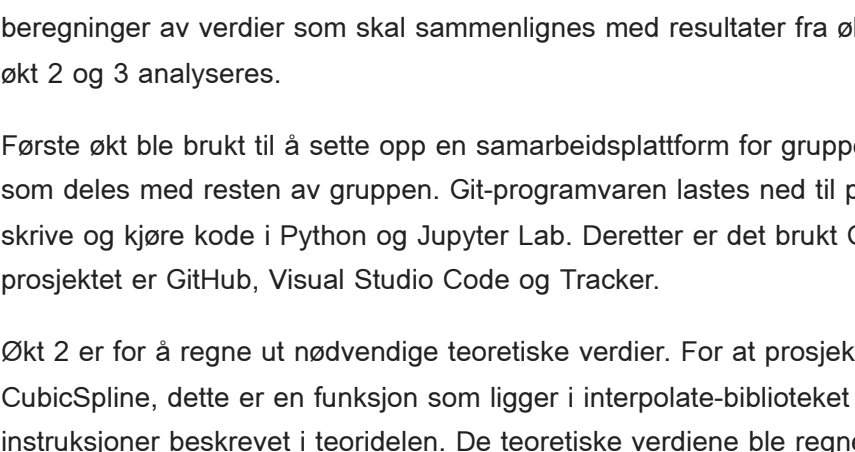 beregninger av verdier som skal sammenlignes med resultater fra
økt 2 og 3 analyseres.
Første økt ble brukt til å sette opp en samarbeidsplattform for
som deles med resten av gruppen. Git-programvaren lastes ned til
skrive og kjøre kode i Python og Jupyter Lab. Deretter er det brukt
prosjektet er GitHub, Visual Studio Code og Tracker.
Økt 2 er for å regne ut nødvendige teoretiske verdier. For at
CubicSpline, dette er en funksjon som ligger i interpolate-biblioteket
instruksjoner beskrevet i teoridelen. De teoretiske verdiene ble